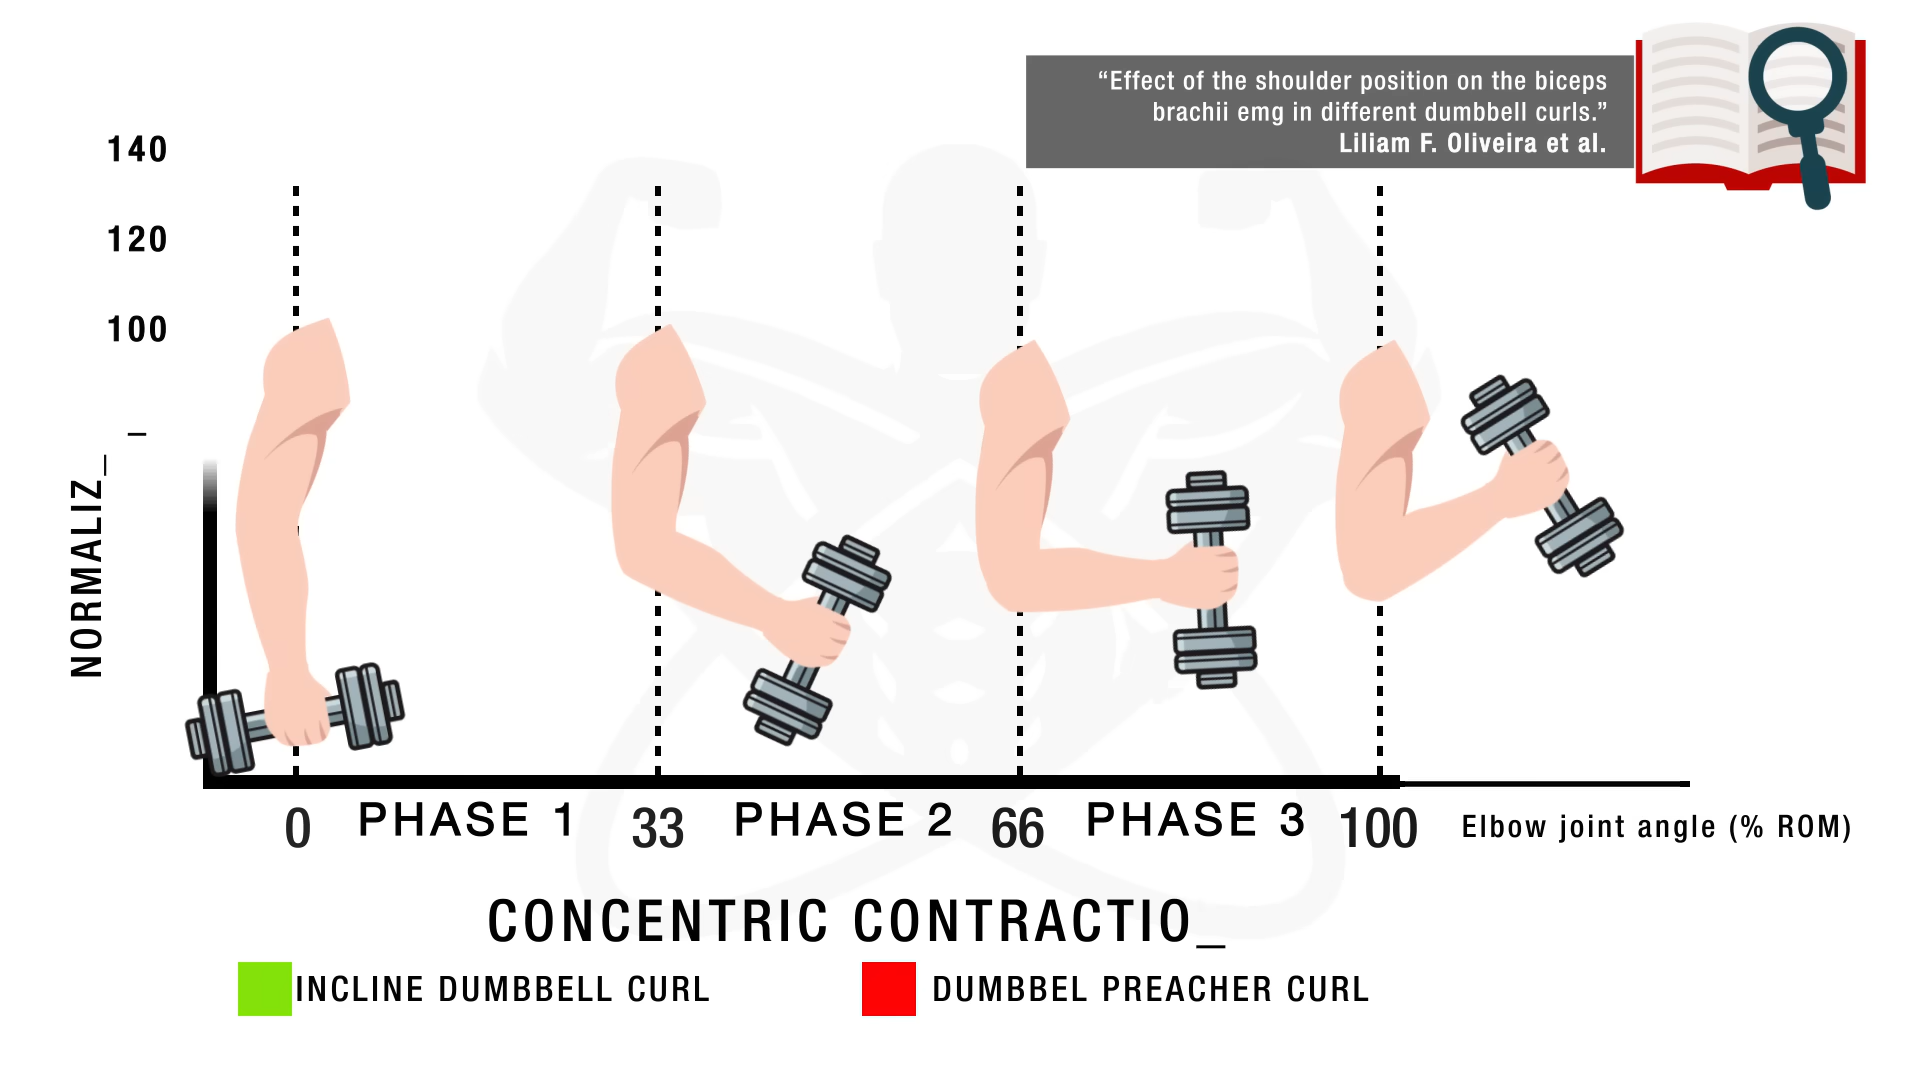 “Effect of the shoulder position on the biceps
brachii emg in different dumbbell curls.”
Liliam F. Oliveira et al.
140
120
100
_
NORMALIZ_
0 PHASE 1 33 PHASE 2 66 PHASE 3 100 Elbow joint angle (% ROM)
CONCENTRIC CONTRACTIO_
INCLINE DUMBBELL CURL
DUMBBEL PREACHER CURL